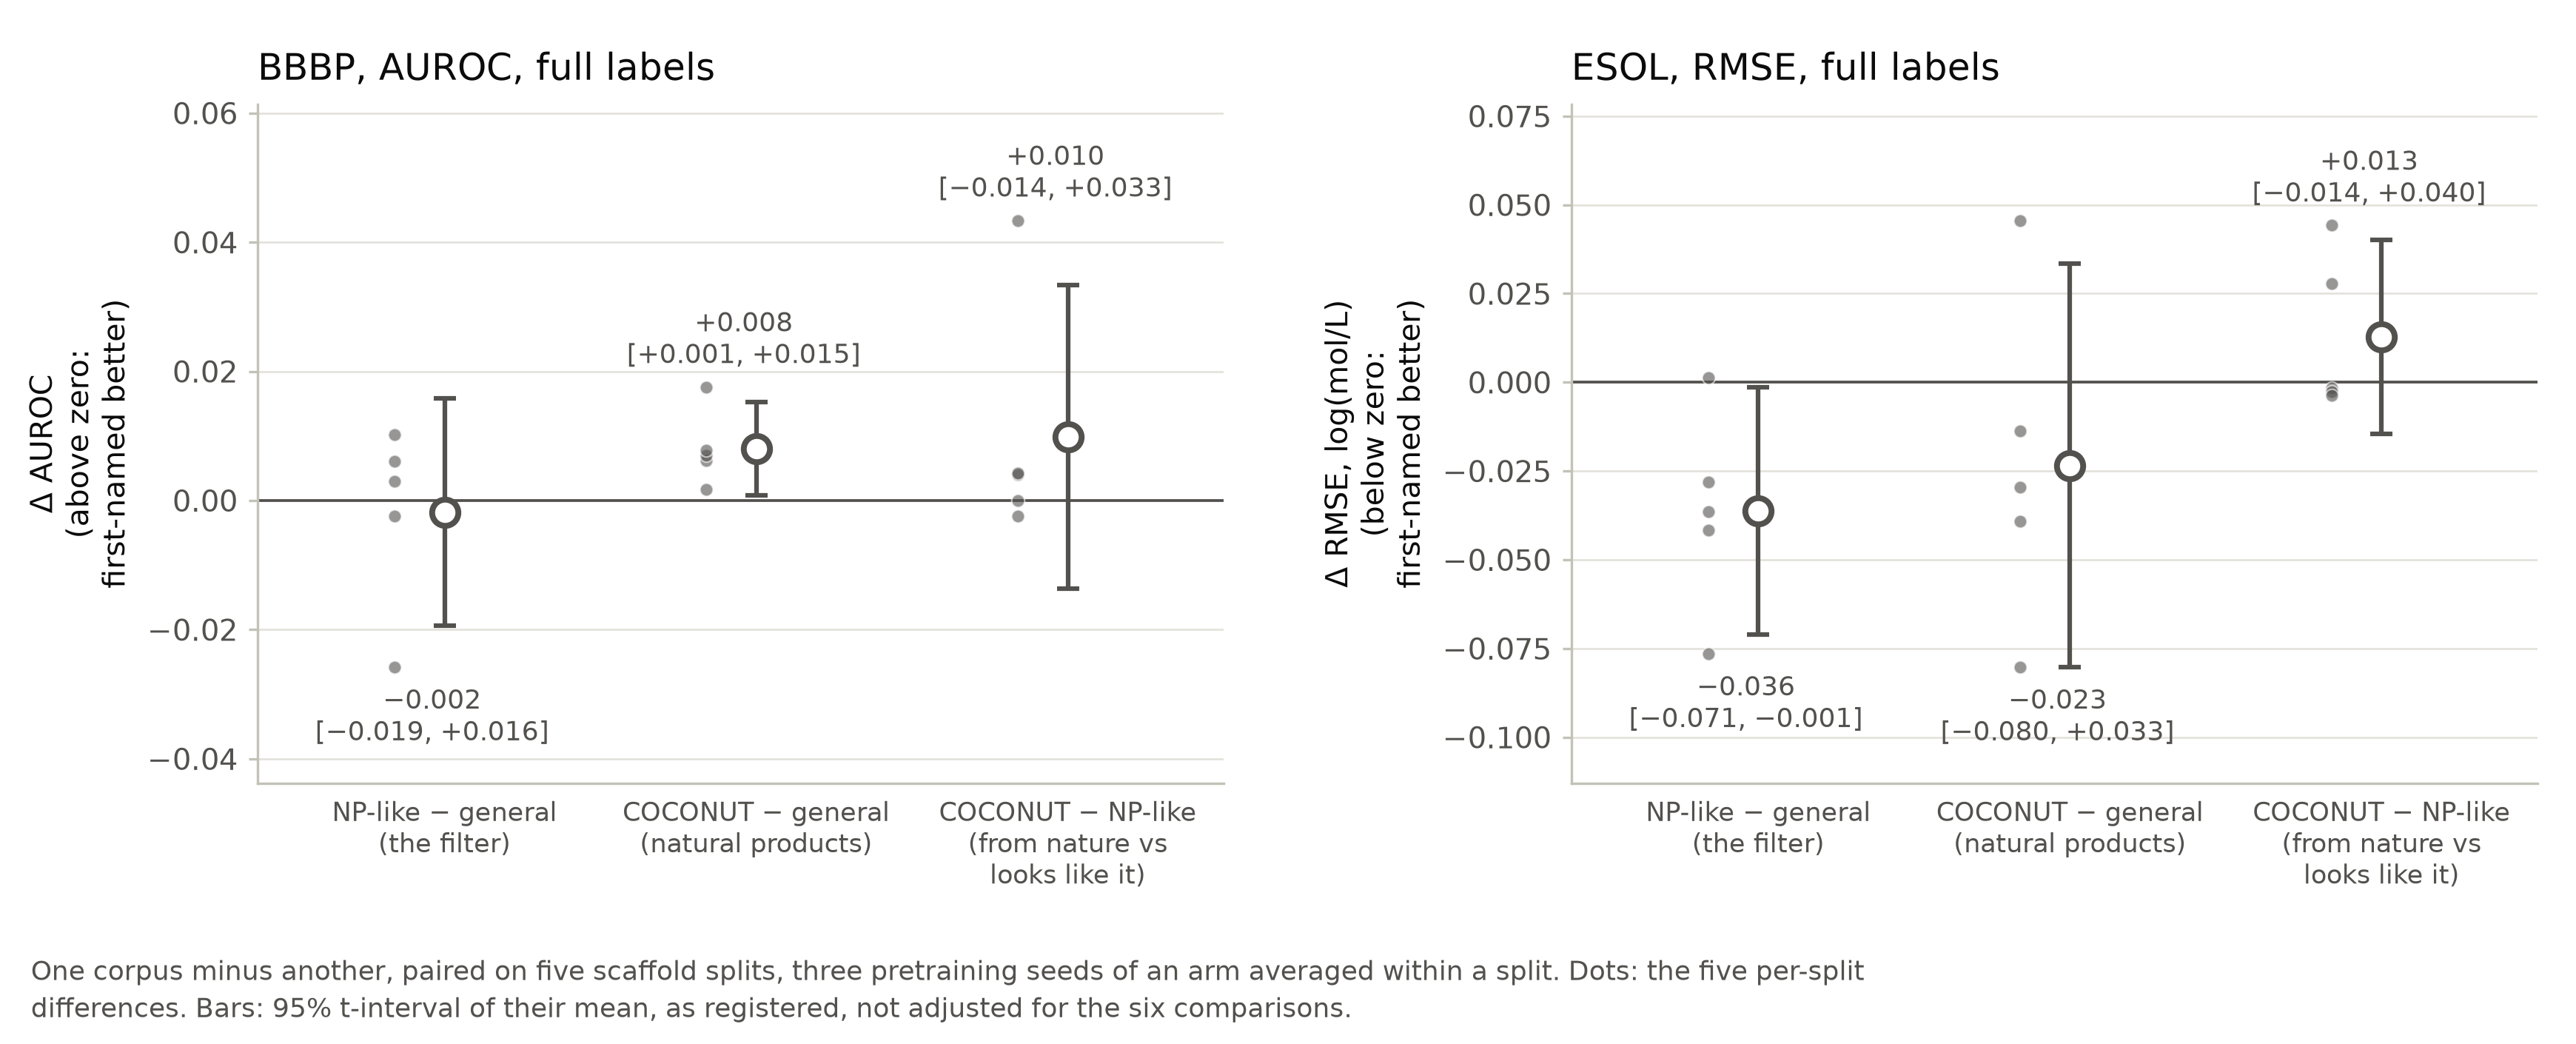 BBBP, AUROC, full labels
Δ AUROC
(above zero:
first-named better)
0.06
0.04
0.02
0.00
−0.02
−0.04
−0.002
[−0.019, +0.016]
+0.008
[+0.001, +0.015]
+0.010
[−0.014, +0.033]
NP-like − general
(the filter)
COCONUT − general
(natural products)
COCONUT − NP-like
(from nature vs
looks like it)
ESOL, RMSE, full labels
Δ RMSE, log(mol/L)
(below zero:
first-named better)
0.075
0.050
0.025
0.000
−0.025
−0.050
−0.075
−0.100
−0.036
[−0.071, −0.001]
−0.023
[−0.080, +0.033]
+0.013
[−0.014, +0.040]
NP-like − general
(the filter)
COCONUT − general
(natural products)
COCONUT − NP-like
(from nature vs
looks like it)
One corpus minus another, paired on five scaffold splits, three pretraining seeds of an arm averaged within a split. Dots: the five per-split
differences. Bars: 95% t-interval of their mean, as registered, not adjusted for the six comparisons.